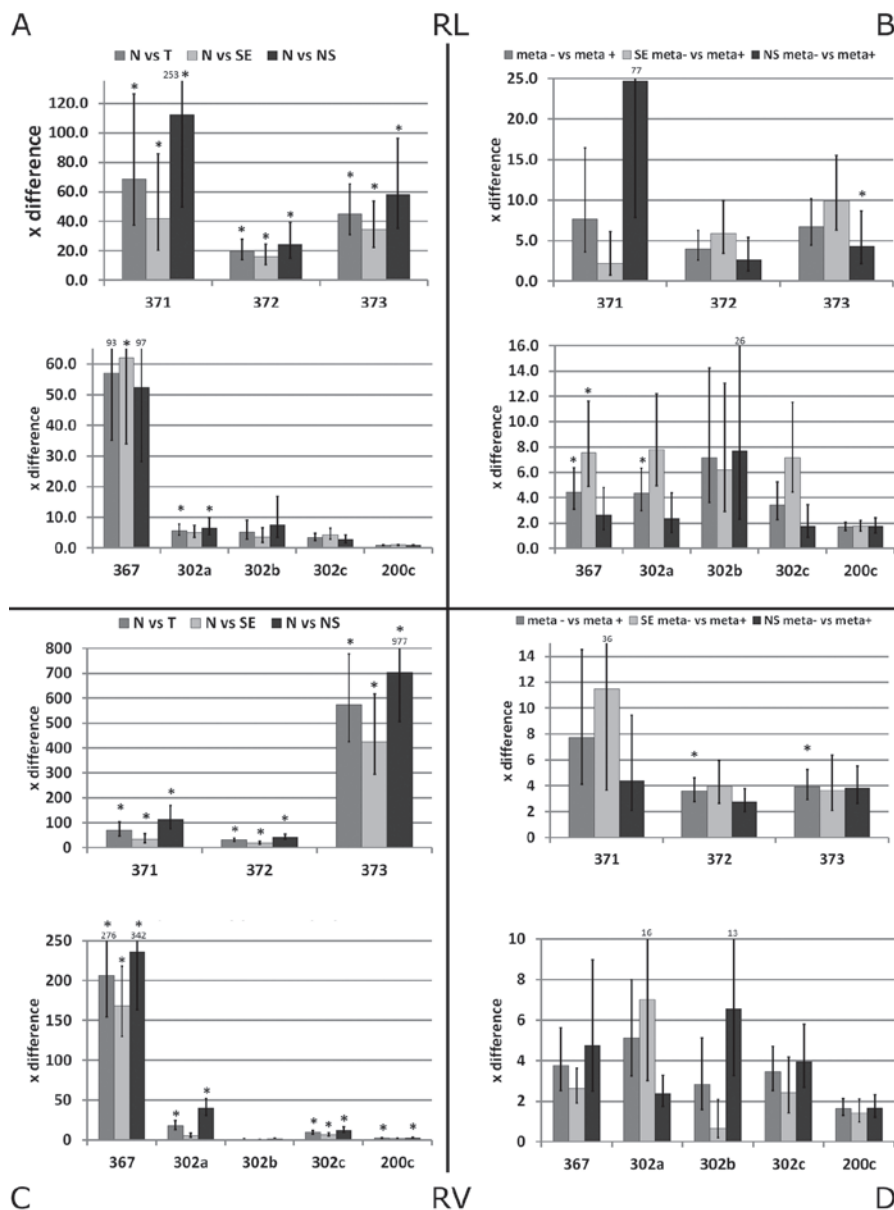 A RL B
N vs T N vs SE N vs NS
253
* * *
x difference
120.0
100.0
80.0
60.0
40.0
20.0
0.0
* * *
* * *
371 372 373
meta - vs meta + SE meta- vs meta+ NS meta- vs meta+
77
25.0
20.0
15.0
10.0
5.0
0.0
x difference
*
371 372 373
93 * 97
x difference
60.0
50.0
40.0
30.0
20.0
10.0
0.0
* *
367 302a 302b 302c 200c
26
x difference
16.0
14.0
12.0
10.0
8.0
6.0
4.0
2.0
0.0
* *
*
367 302a 302b 302c 200c
N vs T N vs SE N vs NS
x difference
800
700
600
500
400
300
200
100
0
* * *
* * *
* * *
977
371 372 373
meta - vs meta + SE meta- vs meta+ NS meta- vs meta+
36
x difference
14
12
10
8
6
4
2
0
* *
371 372 373
* * *
276 342
x difference
250
200
150
100
50
0
* *
* * *
* *
367 302a 302b 302c 200c
16 13
x difference
10
8
6
4
2
0
367 302a 302b 302c 200c
C RV D